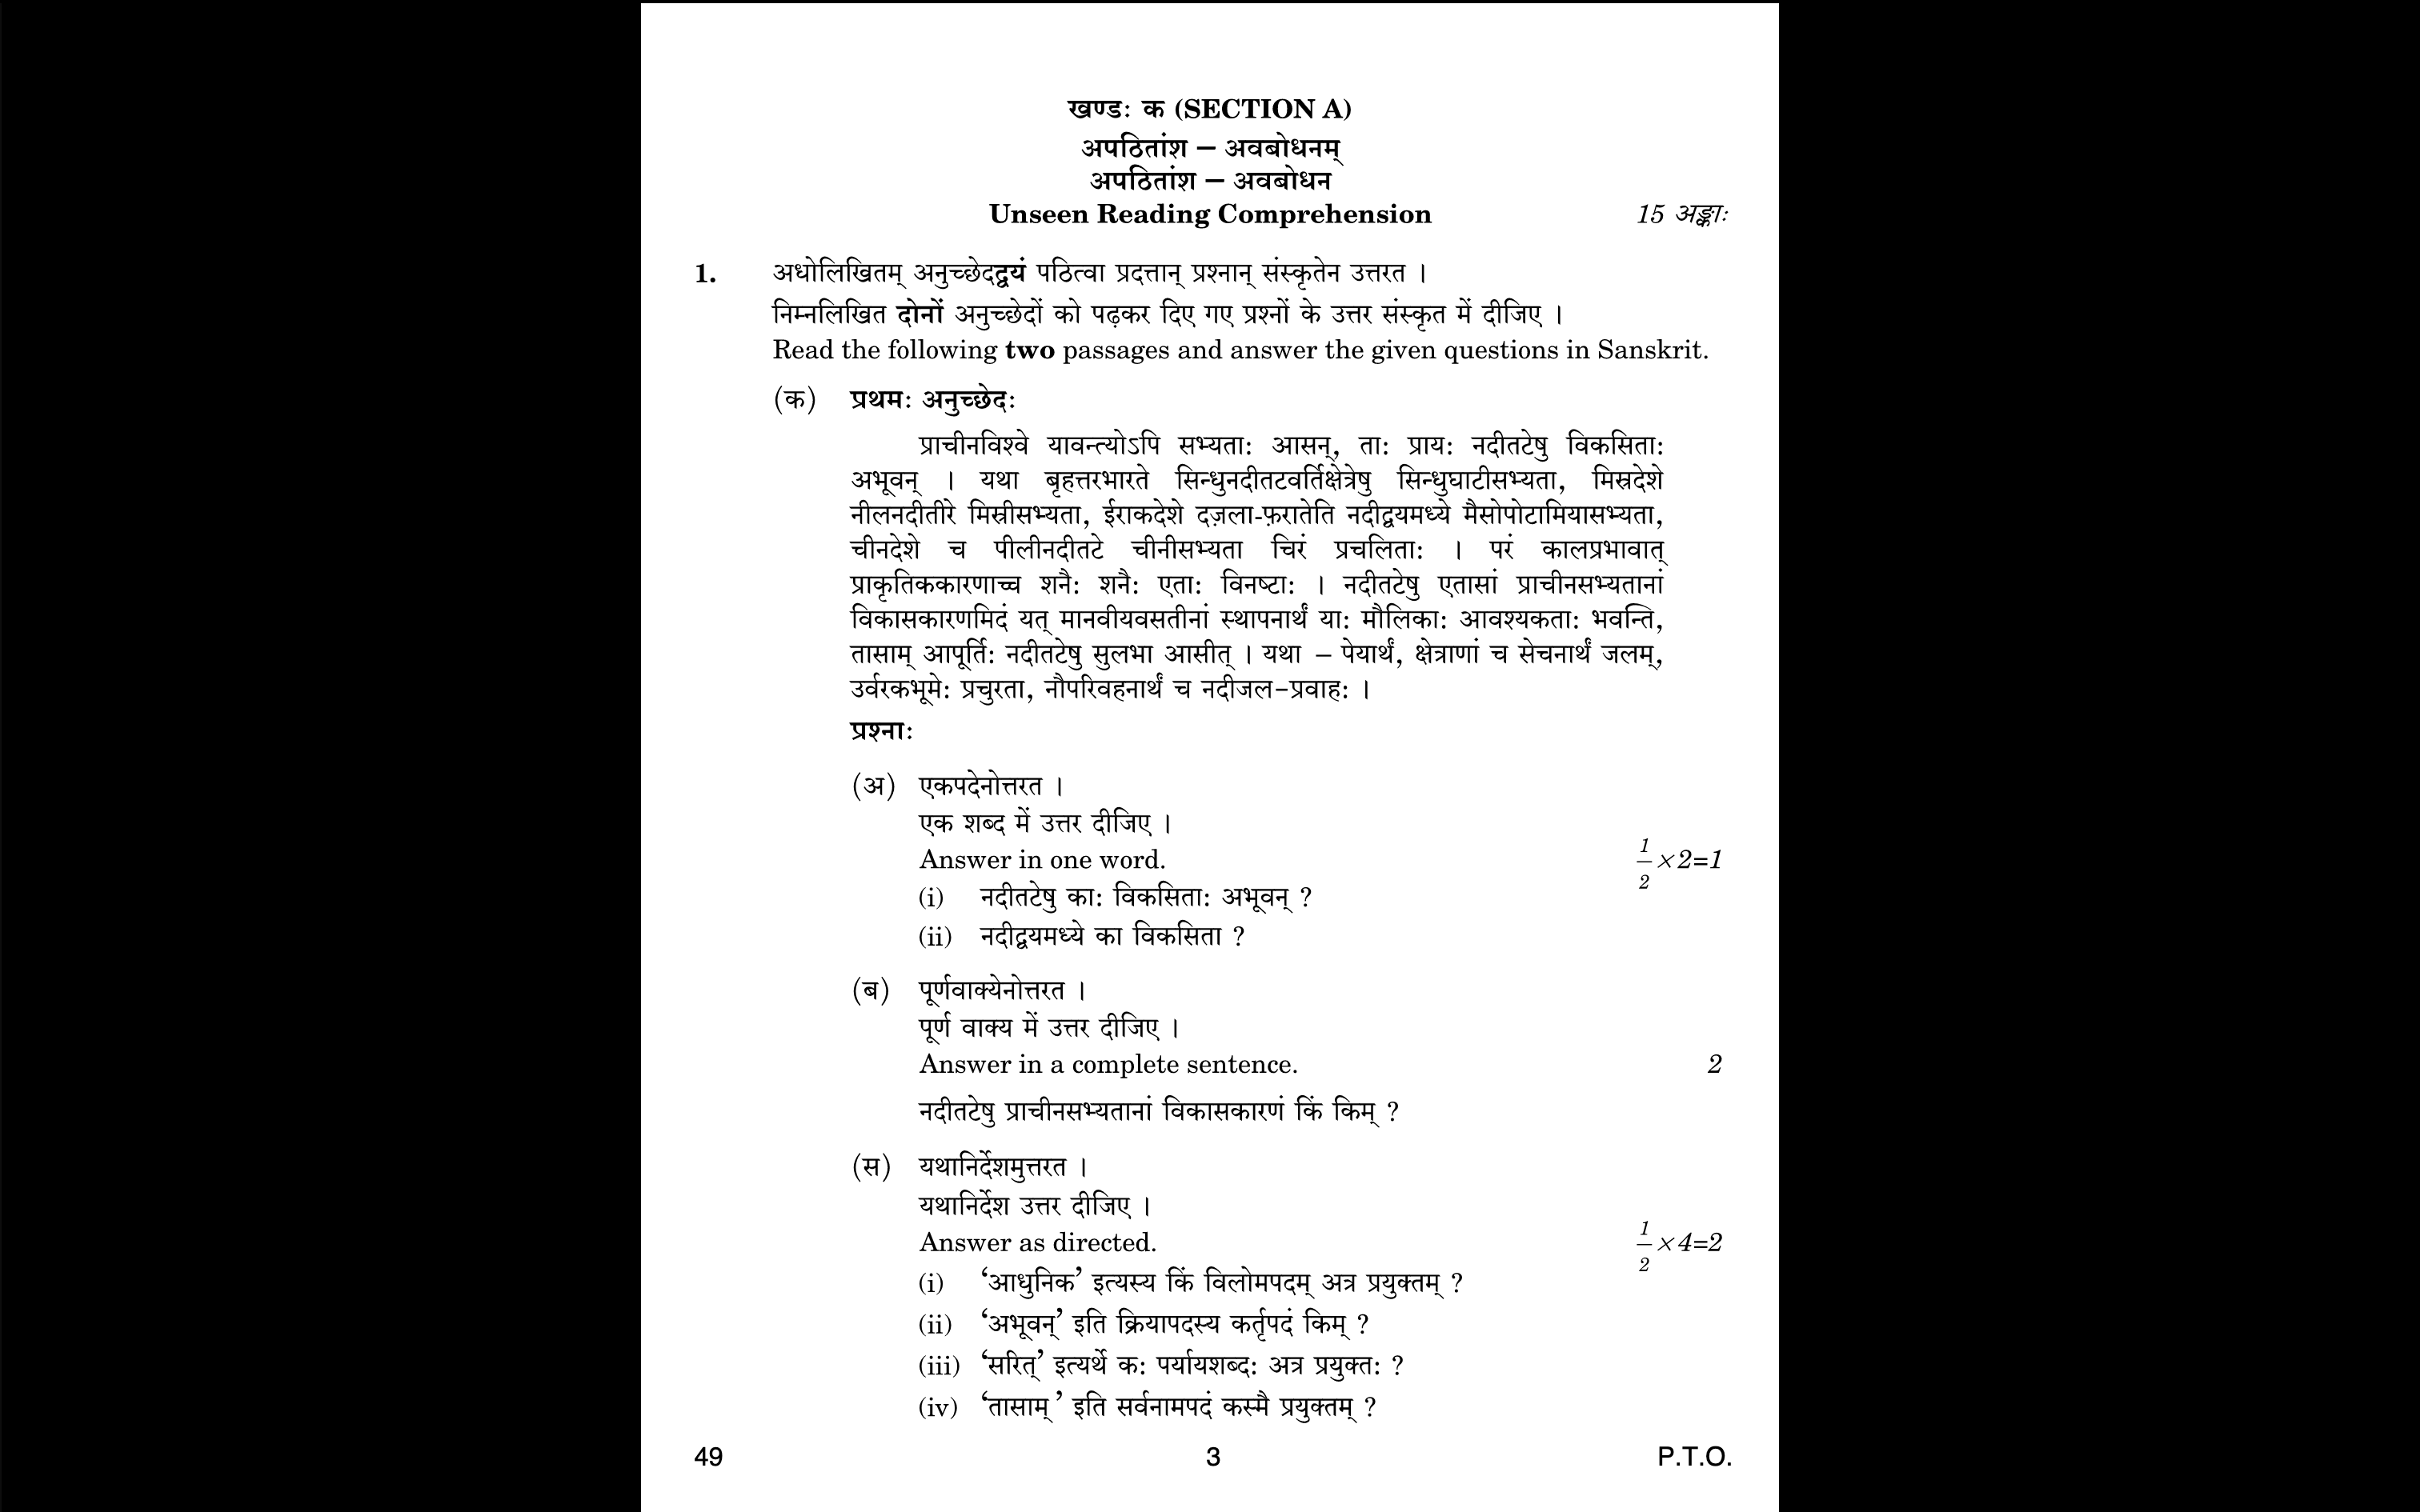 खण्डः क (SECTION A)
अपठितांश – अवबोधनम्
अपठितांश – अवबोधन
Unseen Reading Comprehension 15 अङ्काः
1. अधोलिखितम् अनुच्छेदद्वयं पठित्वा प्रदत्तान् प्रश्नान् संस्कृतेन उत्तरत ।
निम्नलिखित दोनों अनुच्छेदों को पढ़कर दिए गए प्रश्नों के उत्तर संस्कृत में दीजिए ।
Read the following two passages and answer the given questions in Sanskrit.
(क) प्रथमः अनुच्छेदः
प्राचीनविश्वे यावन्त्योऽपि सभ्यताः आसन्, ताः प्रायः नदीतटेषु विकसिताः
अभूवन् । यथा बृहत्तरभारते सिन्धुनदीतटवर्तिक्षेत्रेषु सिन्धुघाटीसभ्यता, मिस्रदेशे
नीलनदीतीरे मिस्रीसभ्यता, ईराकदेशे दज़ला-फ़रातेति नदीद्वयमध्ये मैसोपोटामियासभ्यता,
चीनदेशे च पीलीनदीतटे चीनीसभ्यता चिरं प्रचलिताः । परं कालप्रभावात्
प्राकृतिककारणाच्च शनैः शनैः एताः विनष्टाः । नदीतटेषु एतासां प्राचीनसभ्यतानां
विकासकारणमिदं यत् मानवीयवसतीनां स्थापनार्थं याः मौलिकाः आवश्यकताः भवन्ति,
तासाम् आपूर्तिः नदीतटेषु सुलभा आसीत् । यथा – पेयार्थं, क्षेत्राणां च सेचनार्थं जलम्,
उर्वरकभूमेः प्रचुरता, नौपरिवहनार्थं च नदीजल-प्रवाहः ।
प्रश्नाः
(अ) एकपदेनोत्तरत ।
एक शब्द में उत्तर दीजिए ।
Answer in one word. 1/2 ×2=1
(i) नदीतटेषु काः विकसिताः अभूवन् ?
(ii) नदीद्वयमध्ये का विकसिता ?
(ब) पूर्णवाक्येनोत्तरत ।
पूर्ण वाक्य में उत्तर दीजिए ।
Answer in a complete sentence. 2
नदीतटेषु प्राचीनसभ्यतानां विकासकारणं किं किम् ?
(स) यथानिर्देशमुत्तरत ।
यथानिर्देश उत्तर दीजिए ।
Answer as directed. 1/2 ×4=2
(i) ‘आधुनिक’ इत्यस्य किं विलोमपदम् अत्र प्रयुक्तम् ?
(ii) ‘अभूवन्’ इति क्रियापदस्य कर्तृपदं किम् ?
(iii) ‘सरित्’ इत्यर्थे कः पर्यायशब्दः अत्र प्रयुक्तः ?
(iv) ‘तासाम्’ इति सर्वनामपदं कस्मै प्रयुक्तम् ?
49 3 P.T.O.